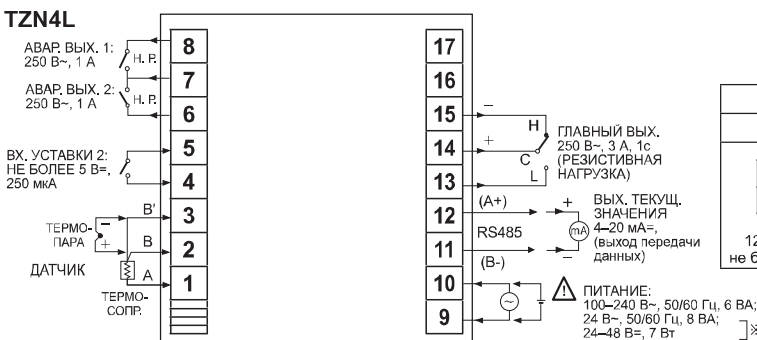 TZN4L
АВАР. ВЫХ. 1:
250 В~, 1 А
Н. Р.
АВАР. ВЫХ. 2:
250 В~, 1 А
Н. Р.
ВХ. УСТАВКИ 2:
НЕ БОЛЕЕ 5 В=,
250 мкА
ТЕРМО-
ПАРА
−
+
B'
B
A
ДАТЧИК
ТЕРМО-
СОПР.
8
7
6
5
4
3
2
1
17
16
15
14
13
12
11
10
9
−
+
H
C
L
ГЛАВНЫЙ ВЫХ.
250 В~, 3 А, 1с
(РЕЗИСТИВНАЯ
НАГРУЗКА)
(A+)
RS485
(B-)
+
mA
−
ВЫХ. ТЕКУЩ.
ЗНАЧЕНИЯ
4–20 мА=,
(выход передачи
данных)
~
ПИТАНИЕ:
100–240 В~, 50/60 Гц, 6 ВА;
24 В~, 50/60 Гц, 8 ВА;
24–48 В=, 7 Вт
※
12
не б